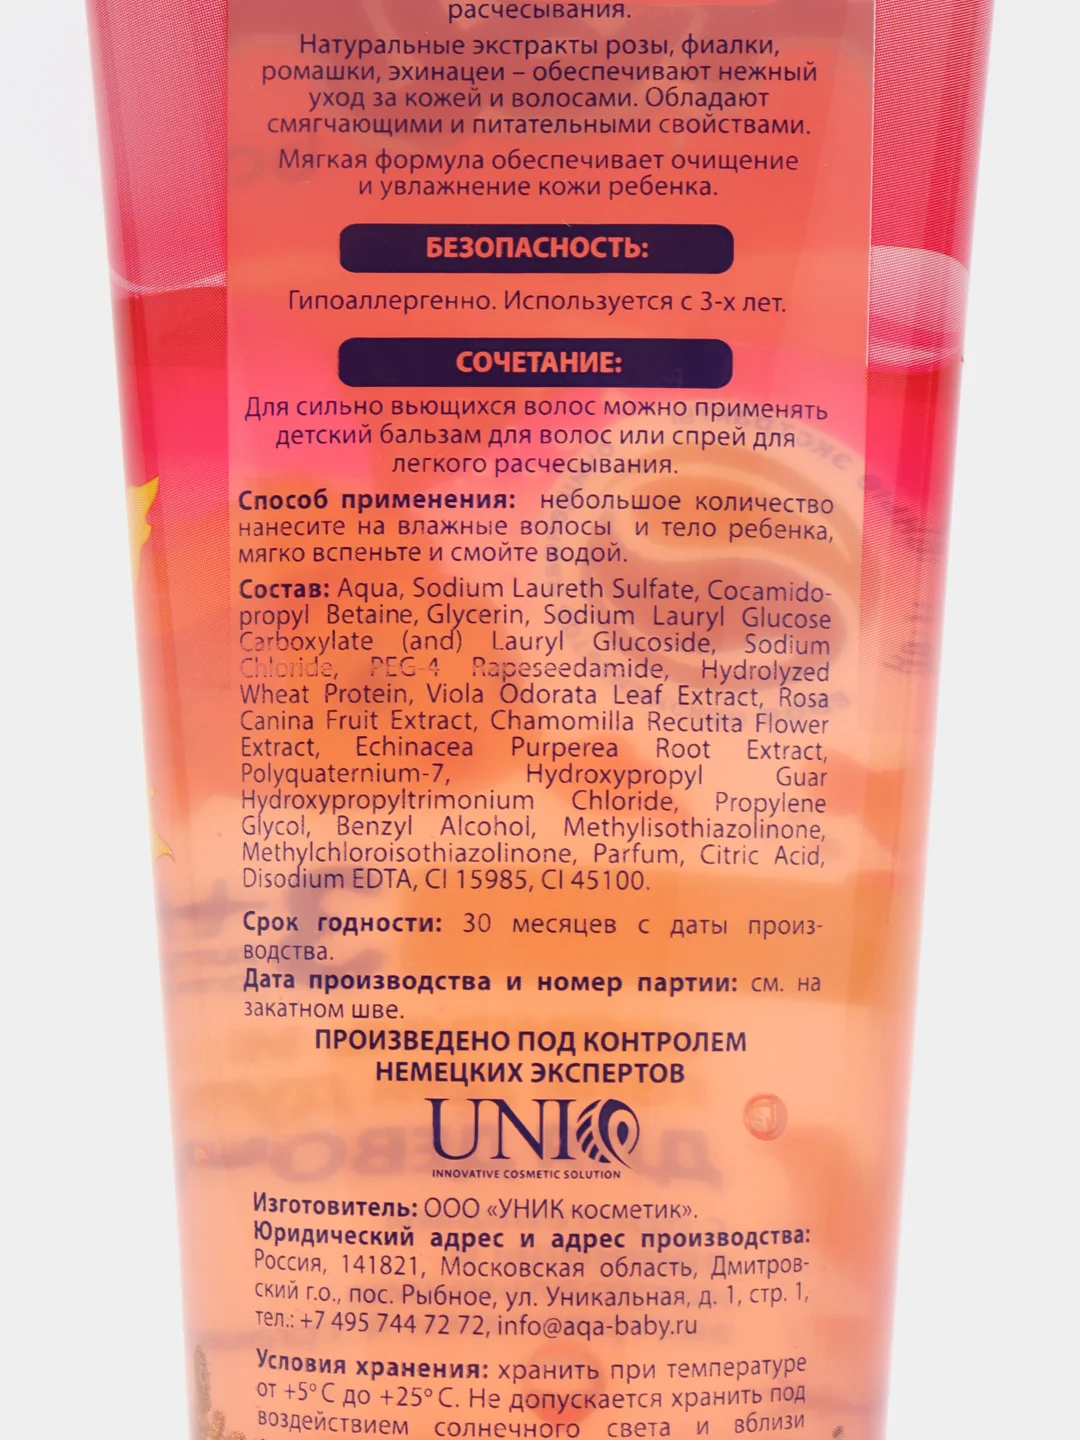 расчесывания.
Натуральные экстракты розы, фиалки,
ромашки, эхинацеи – обеспечивают нежный
уход за кожей и волосами. Обладают
смягчающими и питательными свойствами.
Мягкая формула обеспечивает очищение
и увлажнение кожи ребенка.
БЕЗОПАСНОСТЬ:
Гипоаллергенно. Используется с 3-х лет.
СОЧЕТАНИЕ:
Для сильно вьющихся волос можно применять
детский бальзам для волос или спрей для
легкого расчесывания.
Способ применения: небольшое количество
нанесите на влажные волосы и тело ребенка,
мягко вспеньте и смойте водой.
Состав: Aqua, Sodium Laureth Sulfate, Cocamido-
propyl Betaine, Glycerin, Sodium Lauryl Glucose
Carboxylate (and) Lauryl Glucoside, Sodium
Chloride, PEG-4 Rapeseedamide, Hydrolyzed
Wheat Protein, Viola Odorata Leaf Extract, Rosa
Canina Fruit Extract, Chamomilla Recutita Flower
Extract, Echinacea Purperea Root Extract,
Polyquaternium-7, Hydroxypropyl Guar
Hydroxypropyltrimonium Chloride, Propylene
Glycol, Benzyl Alcohol, Methylisothiazolinone,
Methylchloroisothiazolinone, Parfum, Citric Acid,
Disodium EDTA, CI 15985, CI 45100.
Срок годности: 30 месяцев с даты произ-
водства.
Дата производства и номер партии: см. на
закатном шве.
ПРОИЗВЕДЕНО ПОД КОНТРОЛЕМ
НЕМЕЦКИХ ЭКСПЕРТОВ
UNIQ
INNOVATIVE COSMETIC SOLUTION
Изготовитель: ООО «УНИК косметик».
Юридический адрес и адрес производства:
Россия, 141821, Московская область, Дмитров-
ский г.о., пос. Рыбное, ул. Уникальная, д. 1, стр. 1,
тел.: +7 495 744 72 72, info@aqa-baby.ru
Условия хранения: хранить при температуре
от +5° С до +25° С. Не допускается хранить под
воздействием солнечного света и вблизи